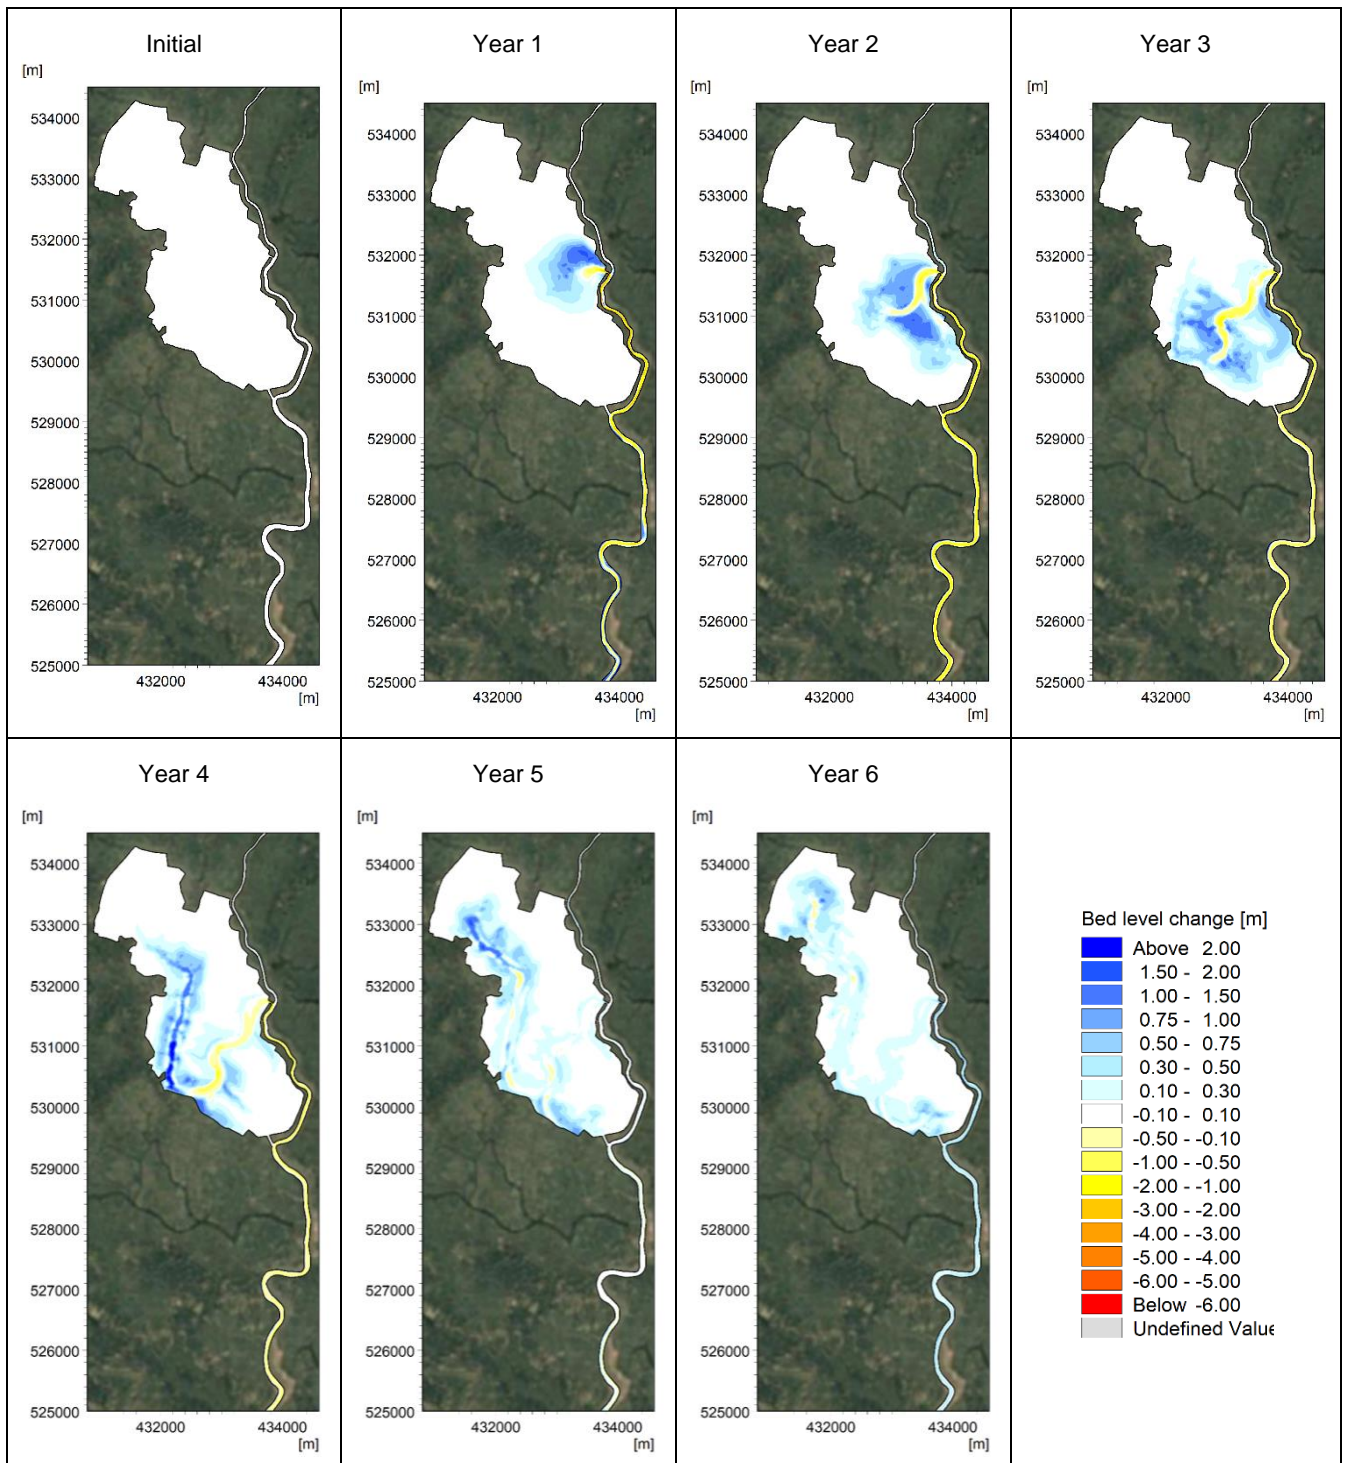 Initial
[m]
534000
533000
532000
531000
530000
529000
528000
527000
526000
525000
432000 434000
[m]
Year 1
[m]
534000
533000
532000
531000
530000
529000
528000
527000
526000
525000
432000 434000
[m]
Year 2
[m]
534000
533000
532000
531000
530000
529000
528000
527000
526000
525000
432000 434000
[m]
Year 3
[m]
534000
533000
532000
531000
530000
529000
528000
527000
526000
525000
432000 434000
[m]
Year 4
[m]
534000
533000
532000
531000
530000
529000
528000
527000
526000
525000
432000 434000
[m]
Year 5
[m]
534000
533000
532000
531000
530000
529000
528000
527000
526000
525000
432000 434000
[m]
Year 6
[m]
534000
533000
532000
531000
530000
529000
528000
527000
526000
525000
432000 434000
[m]
Bed level change [m]
Above 2.00
1.50 - 2.00
1.00 - 1.50
0.75 - 1.00
0.50 - 0.75
0.30 - 0.50
0.10 - 0.30
-0.10 - 0.10
-0.50 - -0.10
-1.00 - -0.50
-2.00 - -1.00
-3.00 - -2.00
-4.00 - -3.00
-5.00 - -4.00
-6.00 - -5.00
Below -6.00
Undefined Value